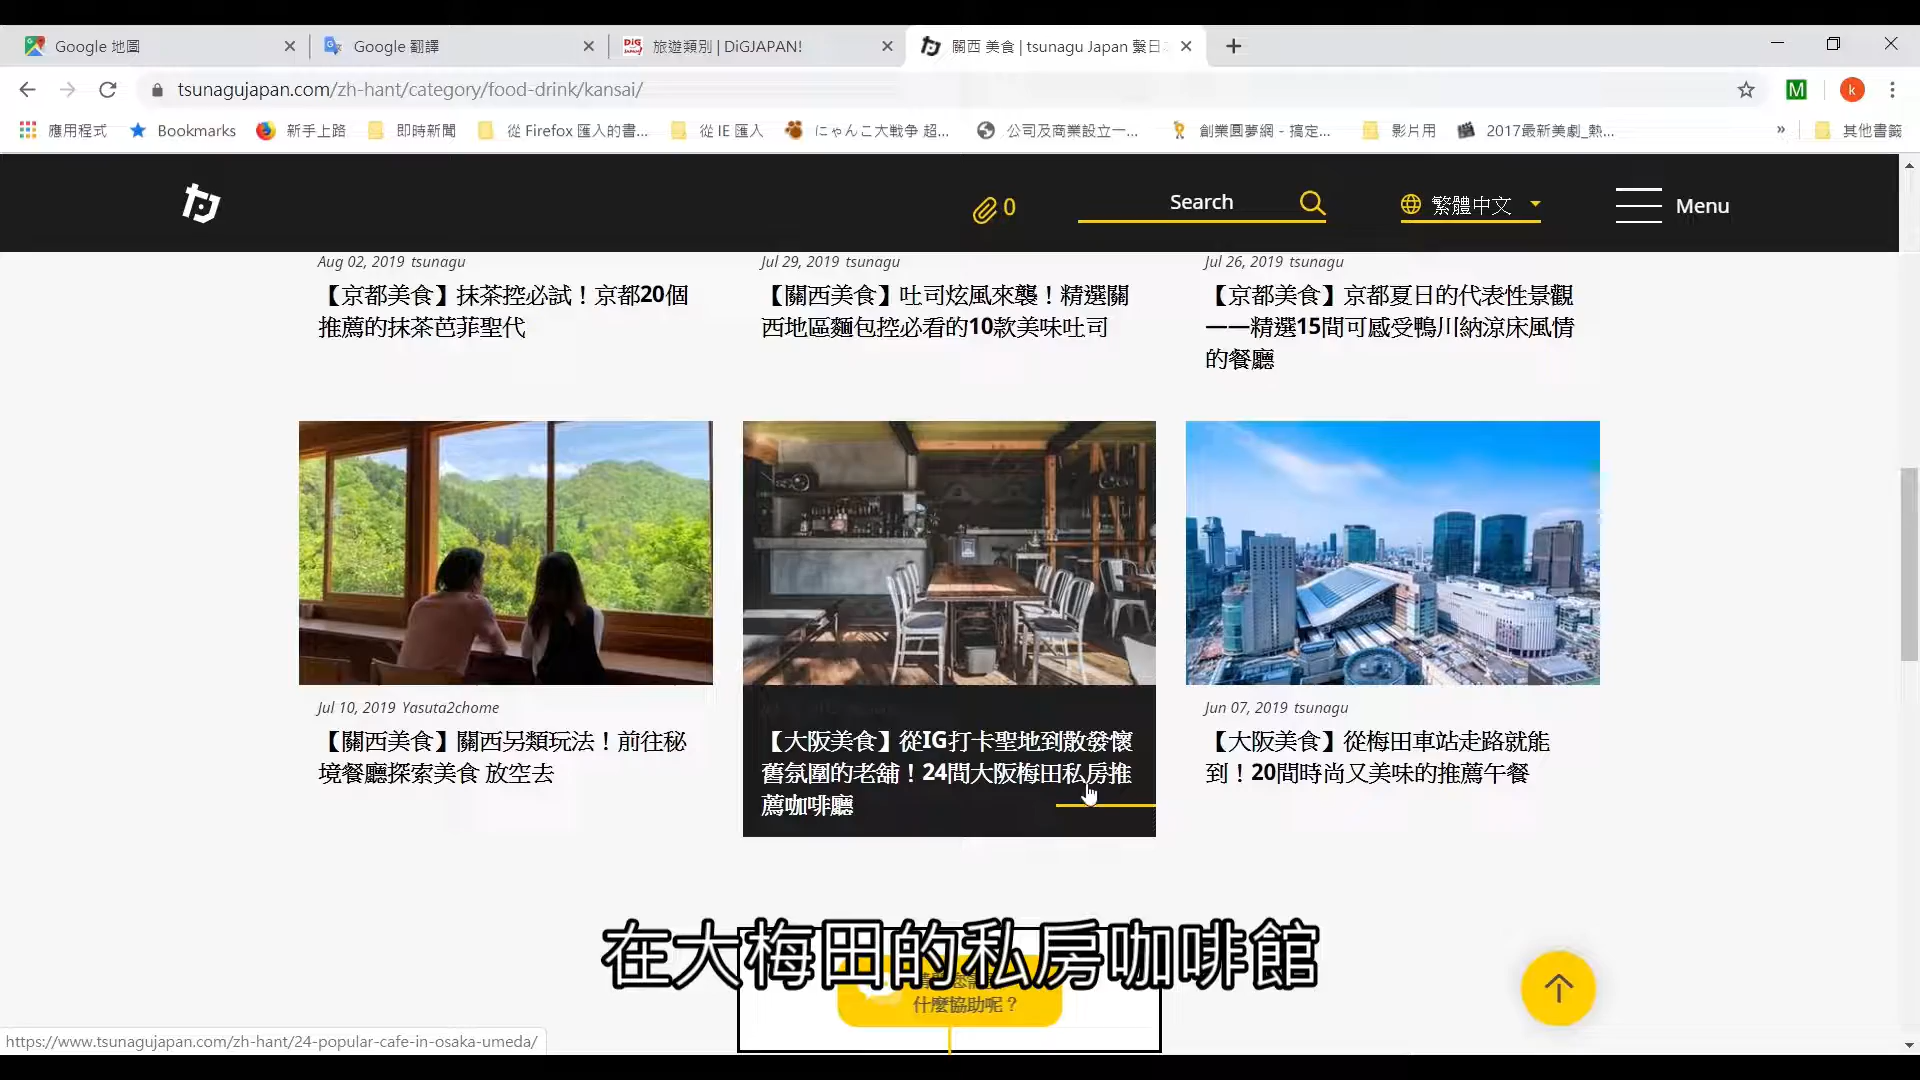 Google 地圖
Google 翻譯
旅遊類別 | DiGJAPAN!
關西 美食 | tsunagu Japan 繫日
tsunagujapan.com/zh-hant/category/food-drink/kansai/
M
k
應用程式
Bookmarks
新手上路
即時新聞
從 Firefox 匯入的書...
從 IE 匯入
にゃんこ大戦争 超...
公司及商業設立一...
創業圓夢網 - 搞定...
影片用
2017最新美劇_熱...
»
其他書籤
0
Search
繁體中文
Menu
Aug 02, 2019 tsunagu
【京都美食】抹茶控必試！京都20個
推薦的抹茶芭菲聖代
Jul 29, 2019 tsunagu
【關西美食】吐司炫風來襲！精選關
西地區麵包控必看的10款美味吐司
Jul 26, 2019 tsunagu
【京都美食】京都夏日的代表性景觀
——精選15間可感受鴨川納涼床風情
的餐廳
Jul 10, 2019 Yasuta2chome
【關西美食】關西另類玩法！前往秘
境餐廳探索美食 放空去
【大阪美食】從IG打卡聖地到散發懷
舊氛圍的老舖！24間大阪梅田私房推
薦咖啡廳
Jun 07, 2019 tsunagu
【大阪美食】從梅田車站走路就能
到！20間時尚又美味的推薦午餐
在大梅田的私房咖啡館
什麼協助呢？
https://www.tsunagujapan.com/zh-hant/24-popular-cafe-in-osaka-umeda/